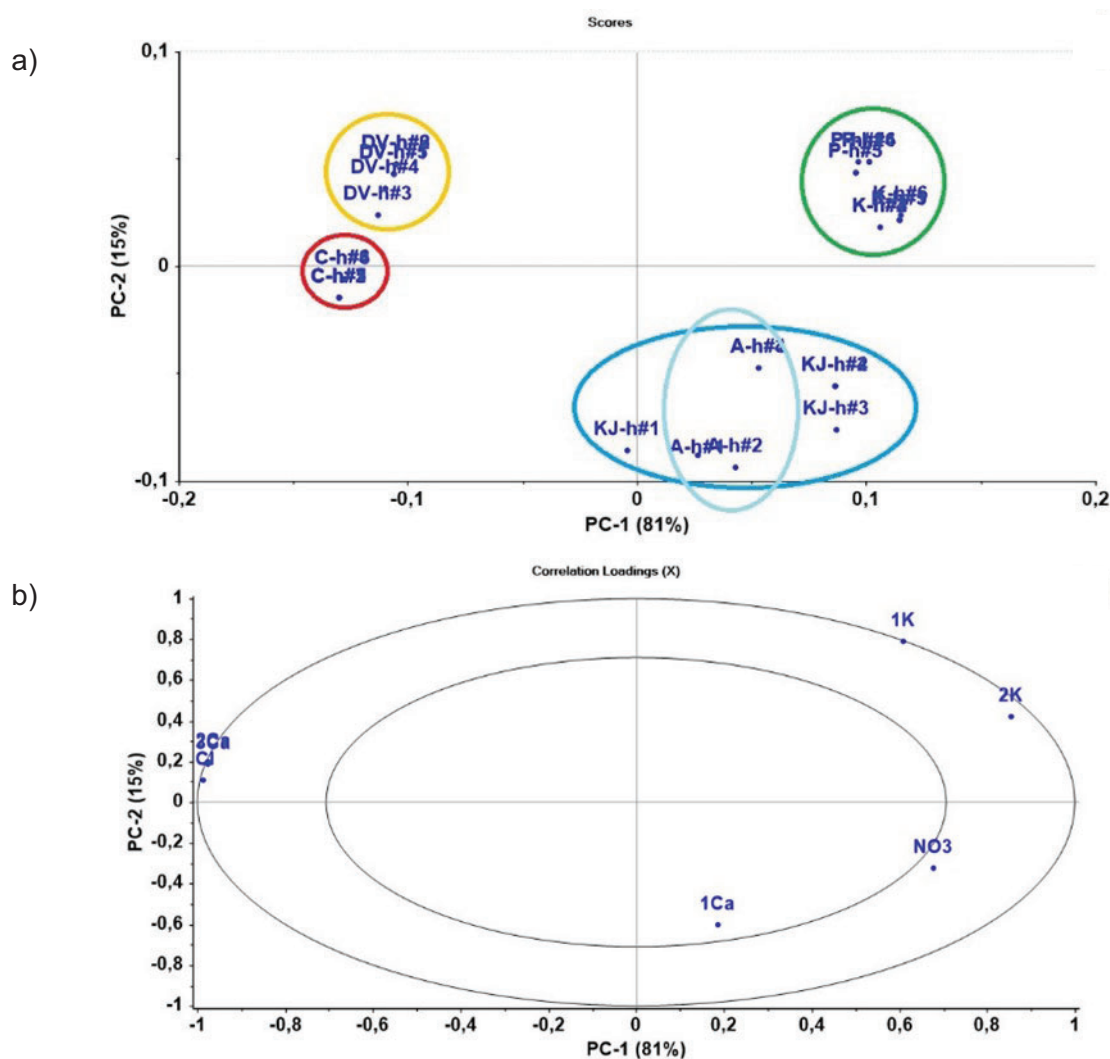 a)
Scores
0,1
DV-h#4
DV-h#3
P-h#5
K-h#6
C-h#
C-h#
0
PC-2 (15%)
A-h#
KJ-h#
KJ-h#3
KJ-h#1
A-h#2
-0,1
-0,2
-0,1
0
0,1
0,2
PC-1 (81%)
b)
Correlation Loadings (X)
1
0,8
0,6
0,4
0,2
0
-0,2
-0,4
-0,6
-0,8
-1
PC-2 (15%)
1K
2K
Cl
NO3
1Ca
-1
-0,8
-0,6
-0,4
-0,2
0
0,2
0,4
0,6
0,8
1
PC-1 (81%)